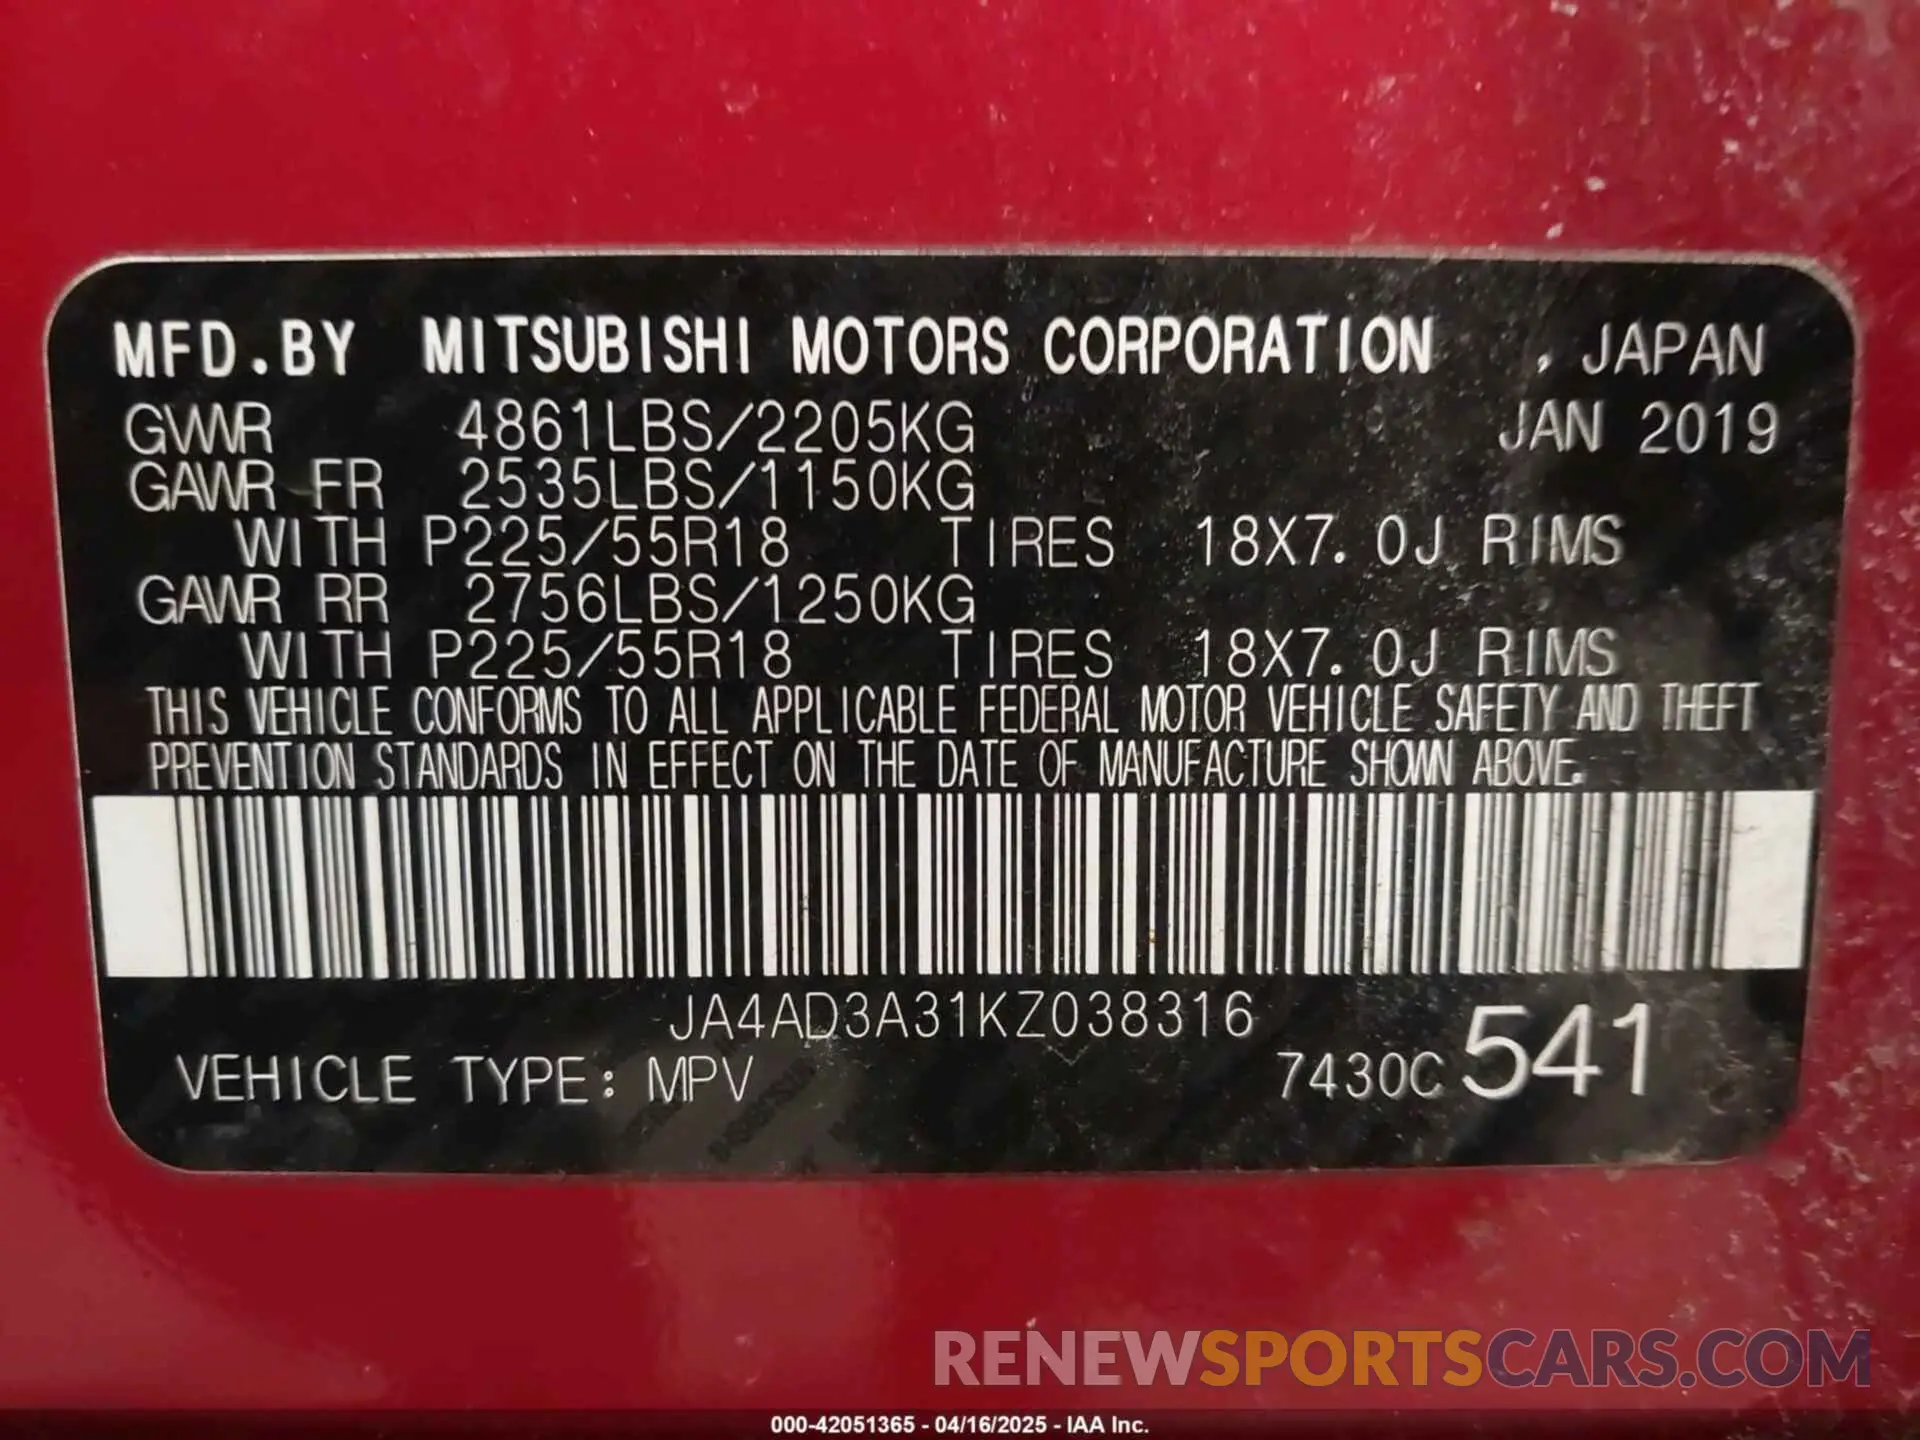 MFD.BY MITSUBISHI MOTORS CORPORATION , JAPAN
GVWR 4861LBS/2205KG JAN 2019
GAWR FR 2535LBS/1150KG
WITH P225/55R18 TIRES 18X7.0J RIMS
GAWR RR 2756LBS/1250KG
WITH P225/55R18 TIRES 18X7.0J RIMS
THIS VEHICLE CONFORMS TO ALL APPLICABLE FEDERAL MOTOR VEHICLE SAFETY AND THEFT
PREVENTION STANDARDS IN EFFECT ON THE DATE OF MANUFACTURE SHOWN ABOVE.
JA4AD3A31KZ038316
VEHICLE TYPE: MPV 7430C 541
RENEWSPORTSCARS.COM
000-42051365 - 04/16/2025 - IAA Inc.